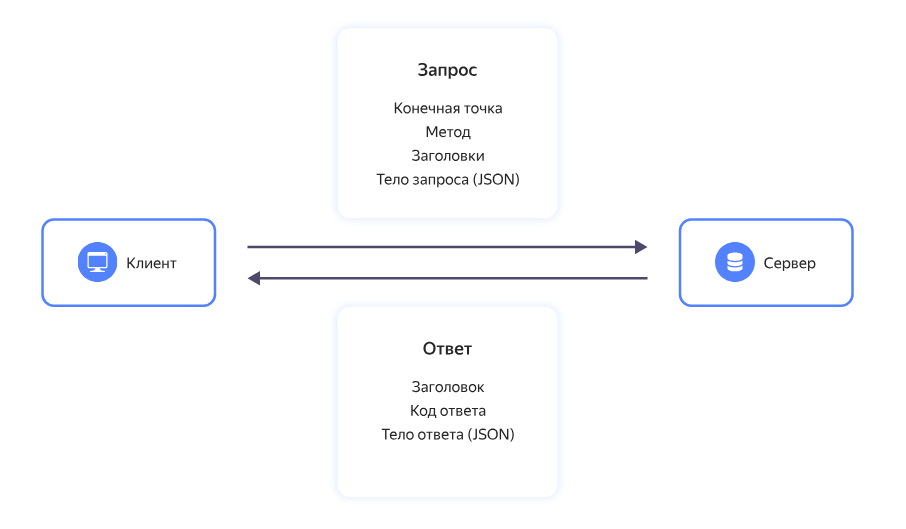 Запрос
Конечная точка
Метод
Заголовки
Тело запроса (JSON)
Клиент
Сервер
Ответ
Заголовок
Код ответа
Тело ответа (JSON)